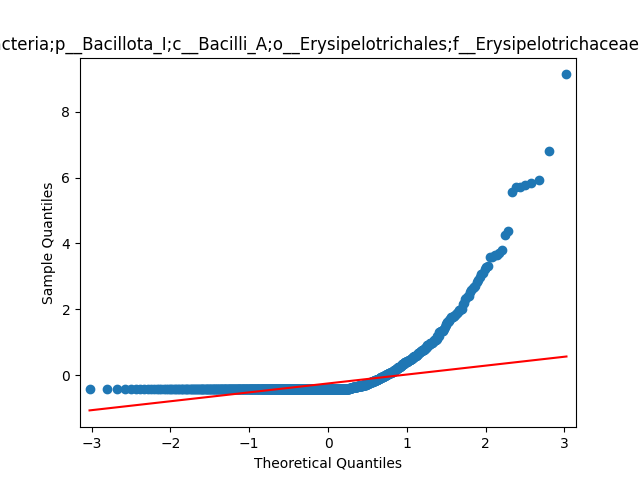 cteria;p__Bacillota_I;c__Bacilli_A;o__Erysipelotrichales;f__Erysipelotrichaceae
8
6
4
2
0
Sample Quantiles
−3 −2 −1 0 1 2 3
Theoretical Quantiles